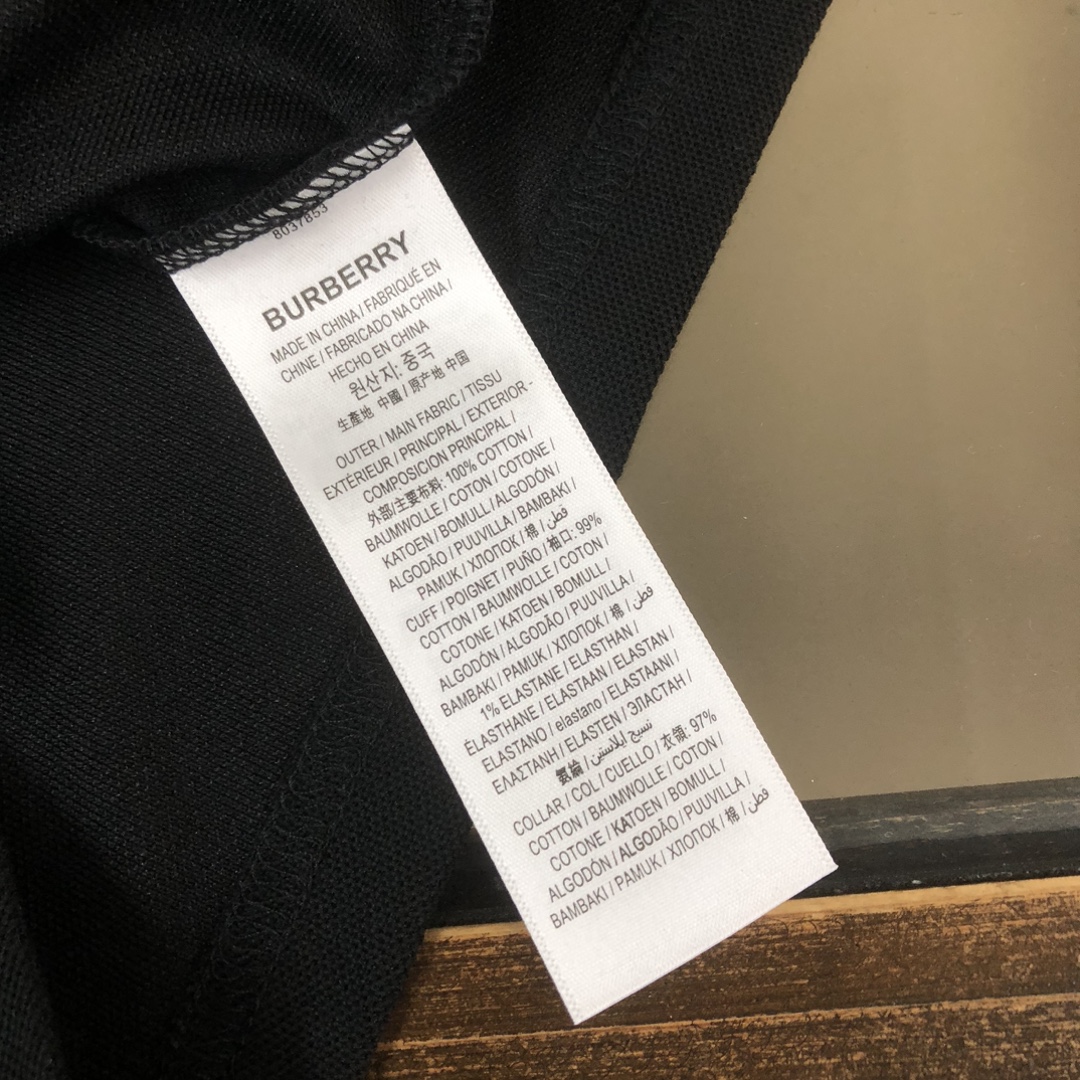 8037853
BURBERRY
MADE IN CHINA / FABRIQUÉ EN
CHINE / FABRICADO NA CHINA /
HECHO EN CHINA
원산지: 중국
生產地 中國 / 原产地 中国
OUTER / MAIN FABRIC / TISSU
EXTÉRIEUR / PRINCIPAL / EXTERIOR -
COMPOSICION PRINCIPAL /
外部/主要布料: 100% COTTON /
BAUMWOLLE / COTON / COTONE /
KATOEN / BOMULL / ALGODÓN /
ALGODÃO / PUUVILLA / BAMBAKI /
PAMUK / ХЛОПОК / 棉 / قطن
CUFF / POIGNET / PUÑO / 袖口: 99%
COTTON / BAUMWOLLE / COTON /
COTONE / KATOEN / BOMULL /
ALGODÓN / ALGODÃO / PUUVILLA /
BAMBAKI / PAMUK / ХЛОПОК / 棉 / قطن
1% ELASTANE / ELASTHAN /
ÉLASTHANE / ELASTAAN / ELASTAN /
ELASTANO / elastano / ELASTAANI /
ΕΛΑΣΤΑΝΗ / ELASTEN / ЭЛАСТАН /
氨綸 / نسيج إيلاستين
COLLAR / COL / CUELLO / 衣領: 97%
COTTON / BAUMWOLLE / COTON /
COTONE / KATOEN / BOMULL /
ALGODÓN / ALGODÃO / PUUVILLA /
BAMBAKI / PAMUK / ХЛОПОК / 棉 / قطن